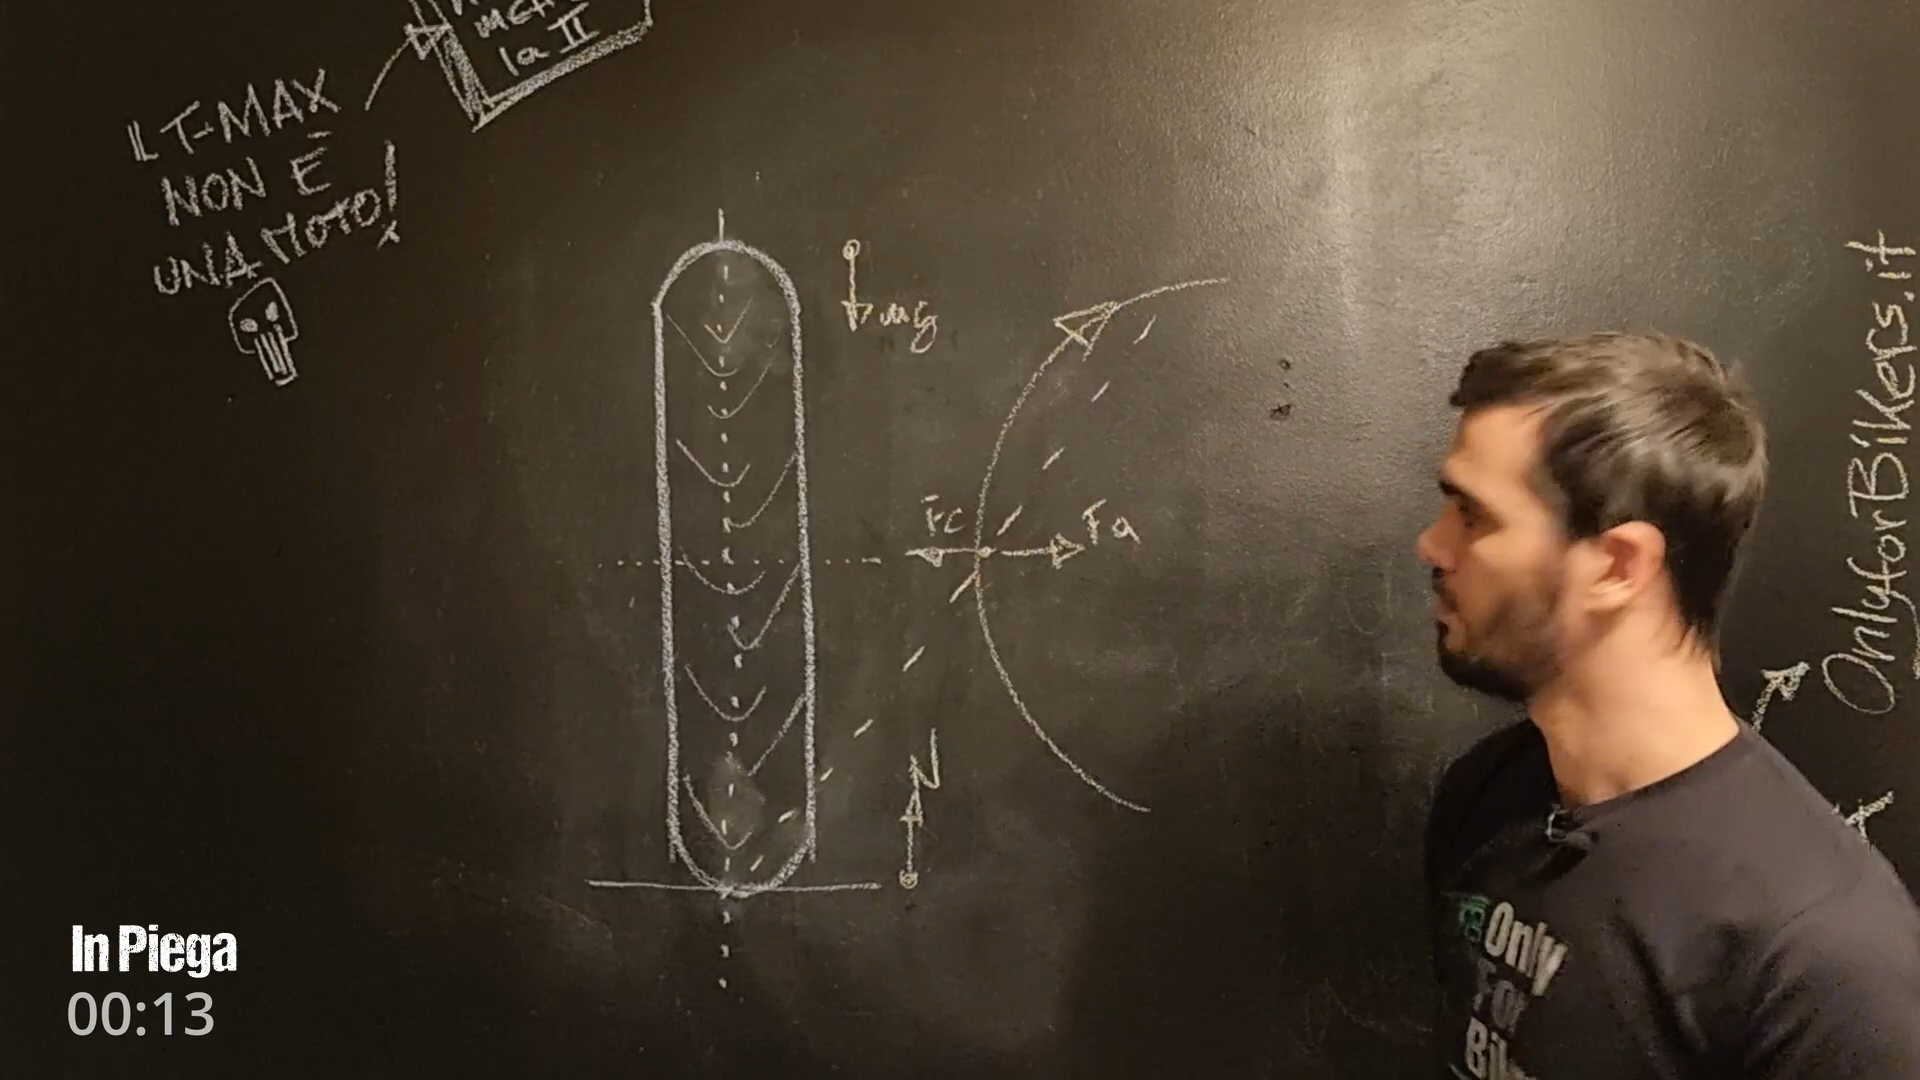 la II
IL T-MAX
NON È
UNA MOTO!
mg
Fc
Fa
N
OnlyforBikers.it
Only
For
Bik
In Piega
00:13